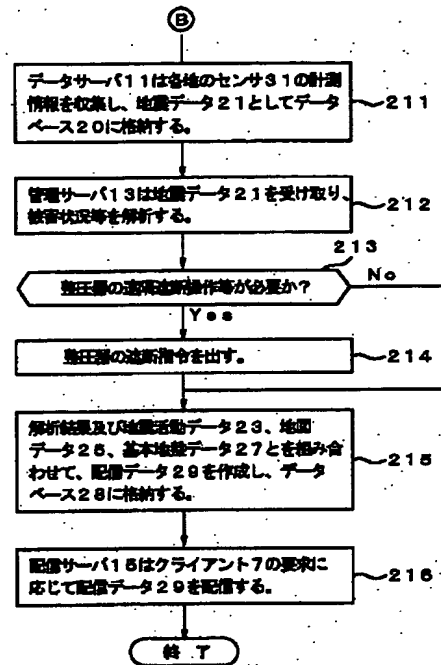 B
データサーバ11は各地のセンサ31の計測
情報を収集し、地震データ21としてデータ
ベース20に格納する。
211
管理サーバ13は地震データ21を受け取り
被害状況等を解析する。
212
213
整圧器の遠隔遮断操作等が必要か?
No
Yes
整圧器の遮断指令を出す。
214
解析結果及び地震活動データ23、地図
データ25、基本地盤データ27とを組み合
わせて、配信データ29を作成し、データ
ベース28に格納する。
215
配信サーバ15はクライアント7の要求に
応じて配信データ29を配信する。
216
終了